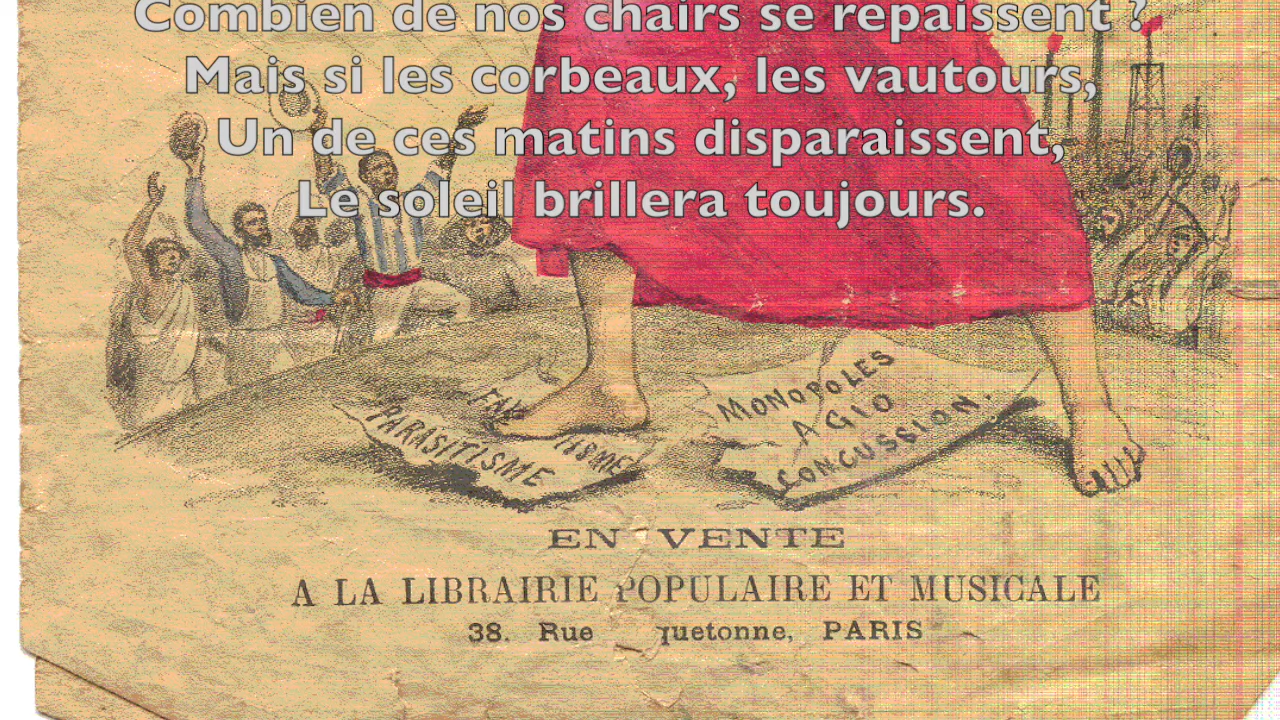 Combien de nos chairs se repaissent ?
Mais si les corbeaux, les vautours,
Un de ces matins disparaissent,
Le soleil brillera toujours.
PARASITISME
MONOPOLES
AGIO
CONCUSSION.
EN VENTE
A LA LIBRAIRIE POPULAIRE ET MUSICALE
38. Rue quetonne, PARIS